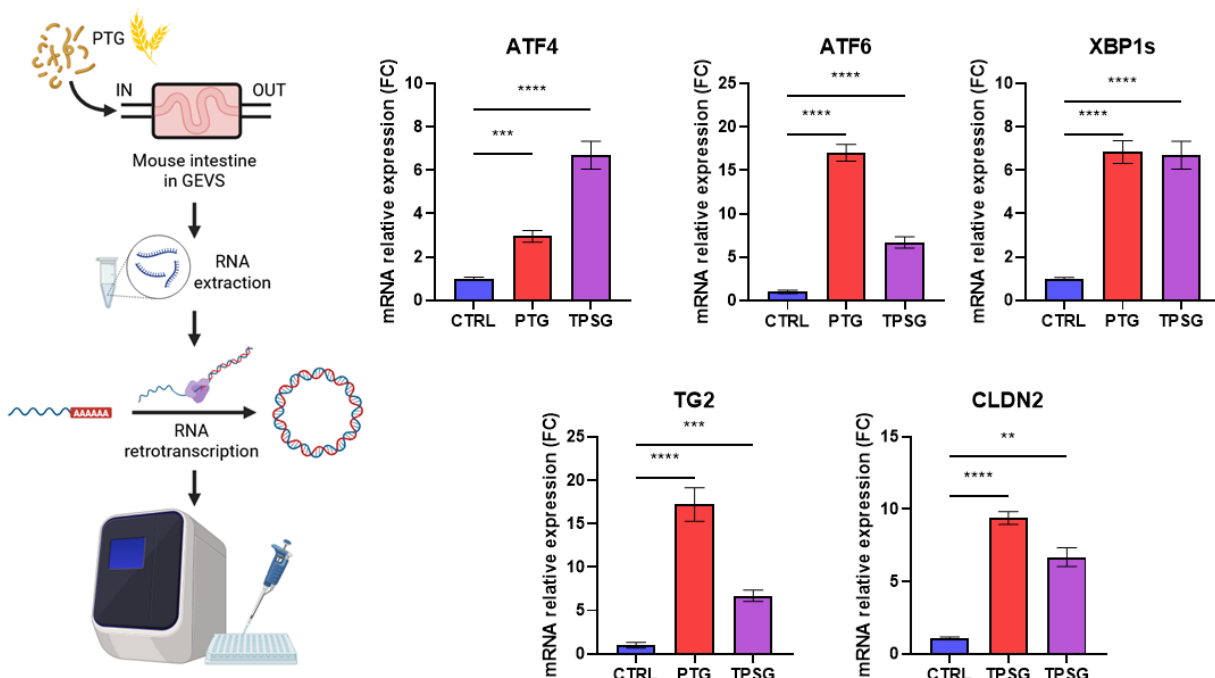 PTG
IN
OUT
Mouse intestine
in GEVS
RNA
extraction
AAAAAA
RNA
retrotranscription
ATF4
mRNA relative expression (FC)
10
8
6
4
2
0
***
****
CTRL PTG TPSG
ATF6
mRNA relative expression (FC)
25
20
15
10
5
0
****
****
CTRL PTG TPSG
XBP1s
mRNA relative expression (FC)
10
8
6
4
2
0
****
****
CTRL PTG TPSG
TG2
mRNA relative expression (FC)
25
20
15
10
5
0
***
****
CTRL PTG TPSG
CLDN2
mRNA relative expression (FC)
15
10
5
0
**
****
CTRL TPSG TPSG